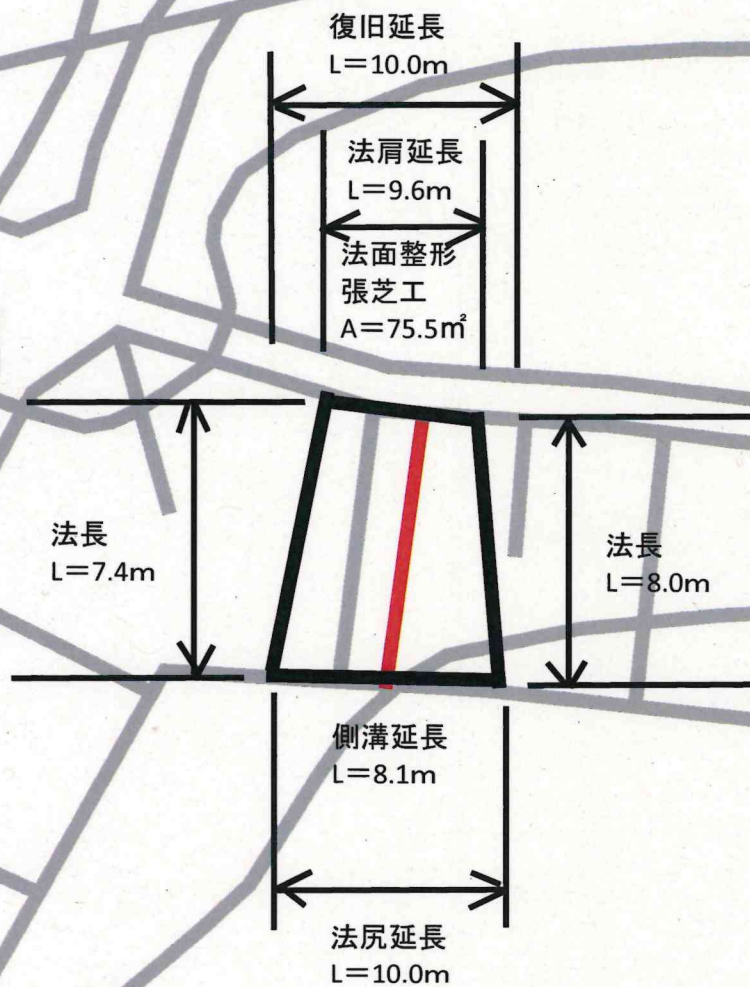 復旧延長
L=10.0m
法肩延長
L=9.6m
法面整形
張芝工
A=75.5㎡
法長
L=7.4m
法長
L=8.0m
側溝延長
L=8.1m
法尻延長
L=10.0m